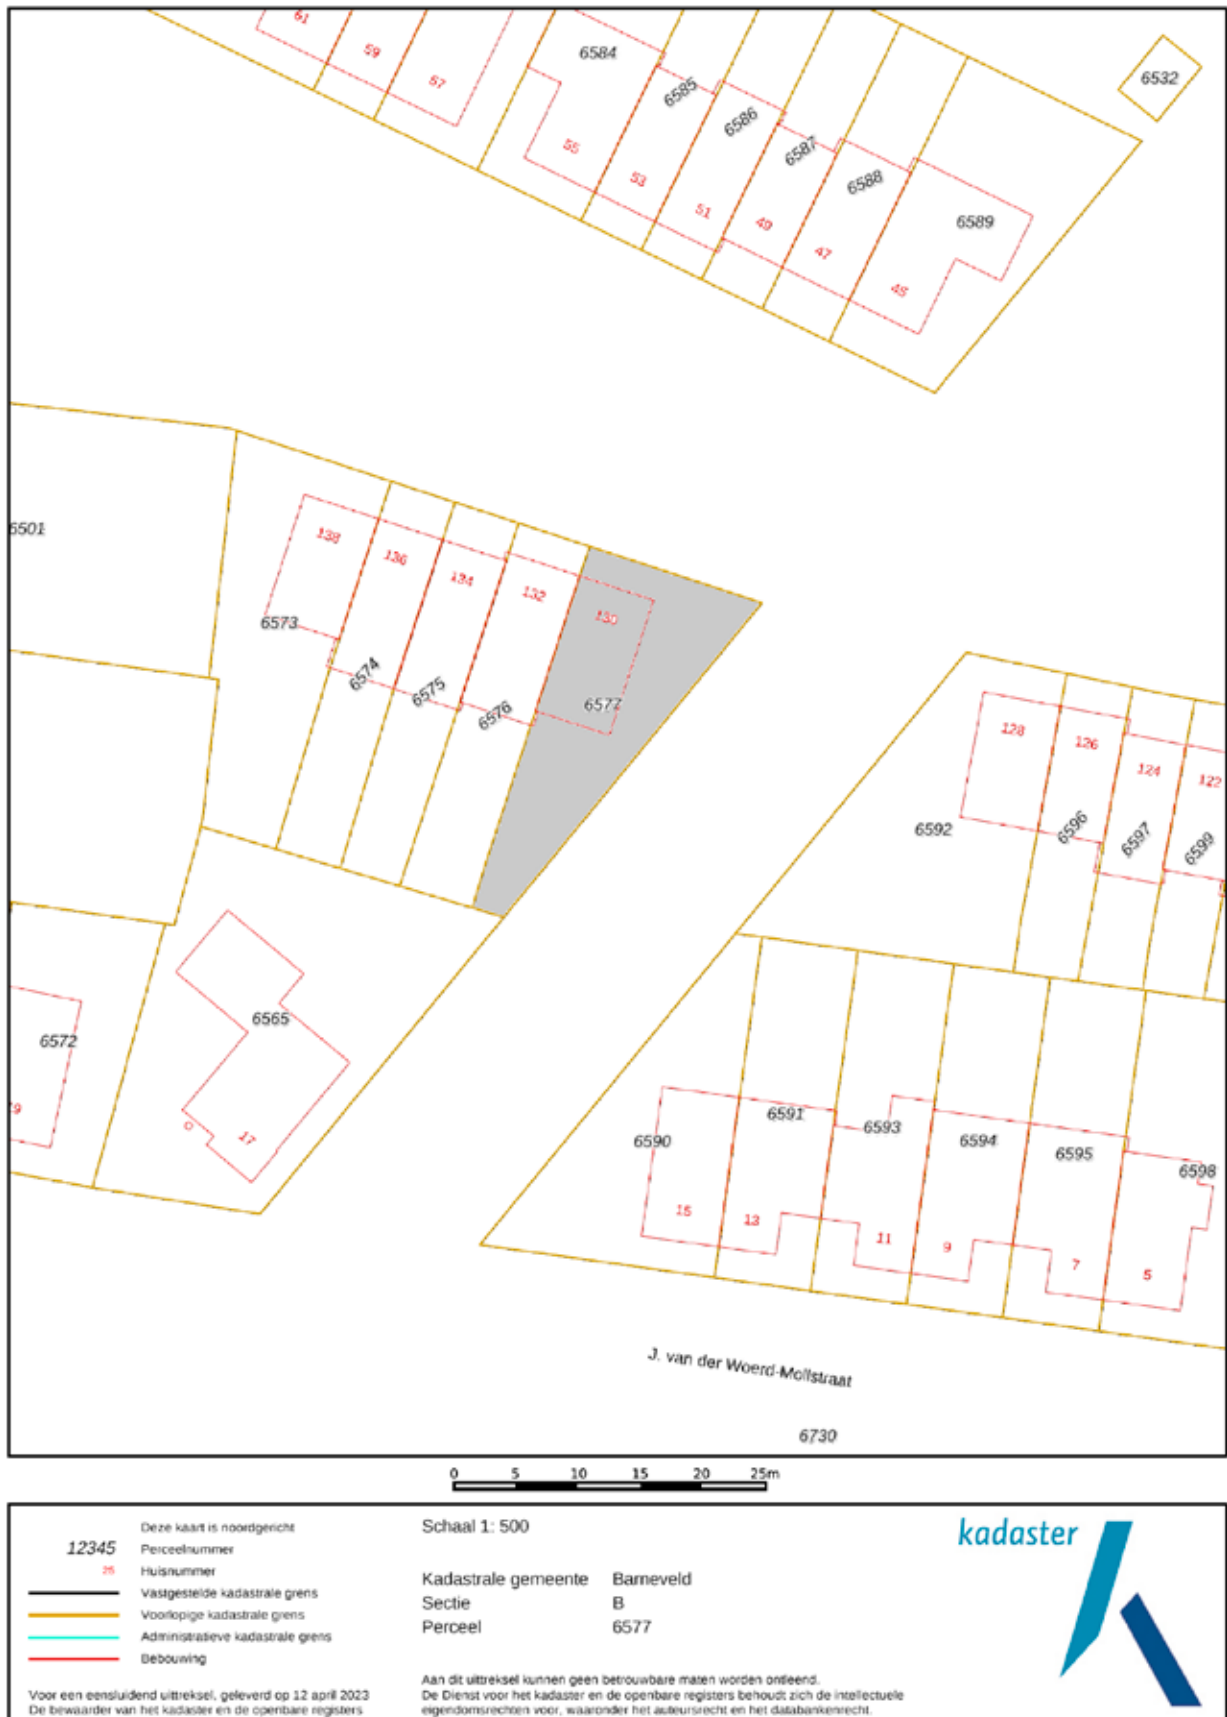 61
59
57
6584
6585
6586
6587
6588
6589
6532
55
53
51
49
47
45
6501
138
136
134
132
130
6573
6574
6575
6576
6577
128
126
124
122
6592
6596
6597
6599
6572
6565
17
6590
6591
6593
6594
6595
6598
15
13
11
9
7
5
J. van der Woerd-Mollstraat
6730
0 5 10 15 20 25m
Deze kaart is noordgericht
12345 Perceelnummer
25 Huisnummer
Vastgestelde kadastrale grens
Voorlopige kadastrale grens
Administratieve kadastrale grens
Bebouwing
Voor een eensluidend uittreksel, geleverd op 12 april 2023
De bewaarder van het kadaster en de openbare registers
Schaal 1: 500
Kadastrale gemeente Barneveld
Sectie B
Perceel 6577
Aan dit uittreksel kunnen geen betrouwbare maten worden ontleend.
De Dienst voor het kadaster en de openbare registers behoudt zich de intellectuele
eigendomsrechten voor, waaronder het auteursrecht en het databankenrecht.
kadaster